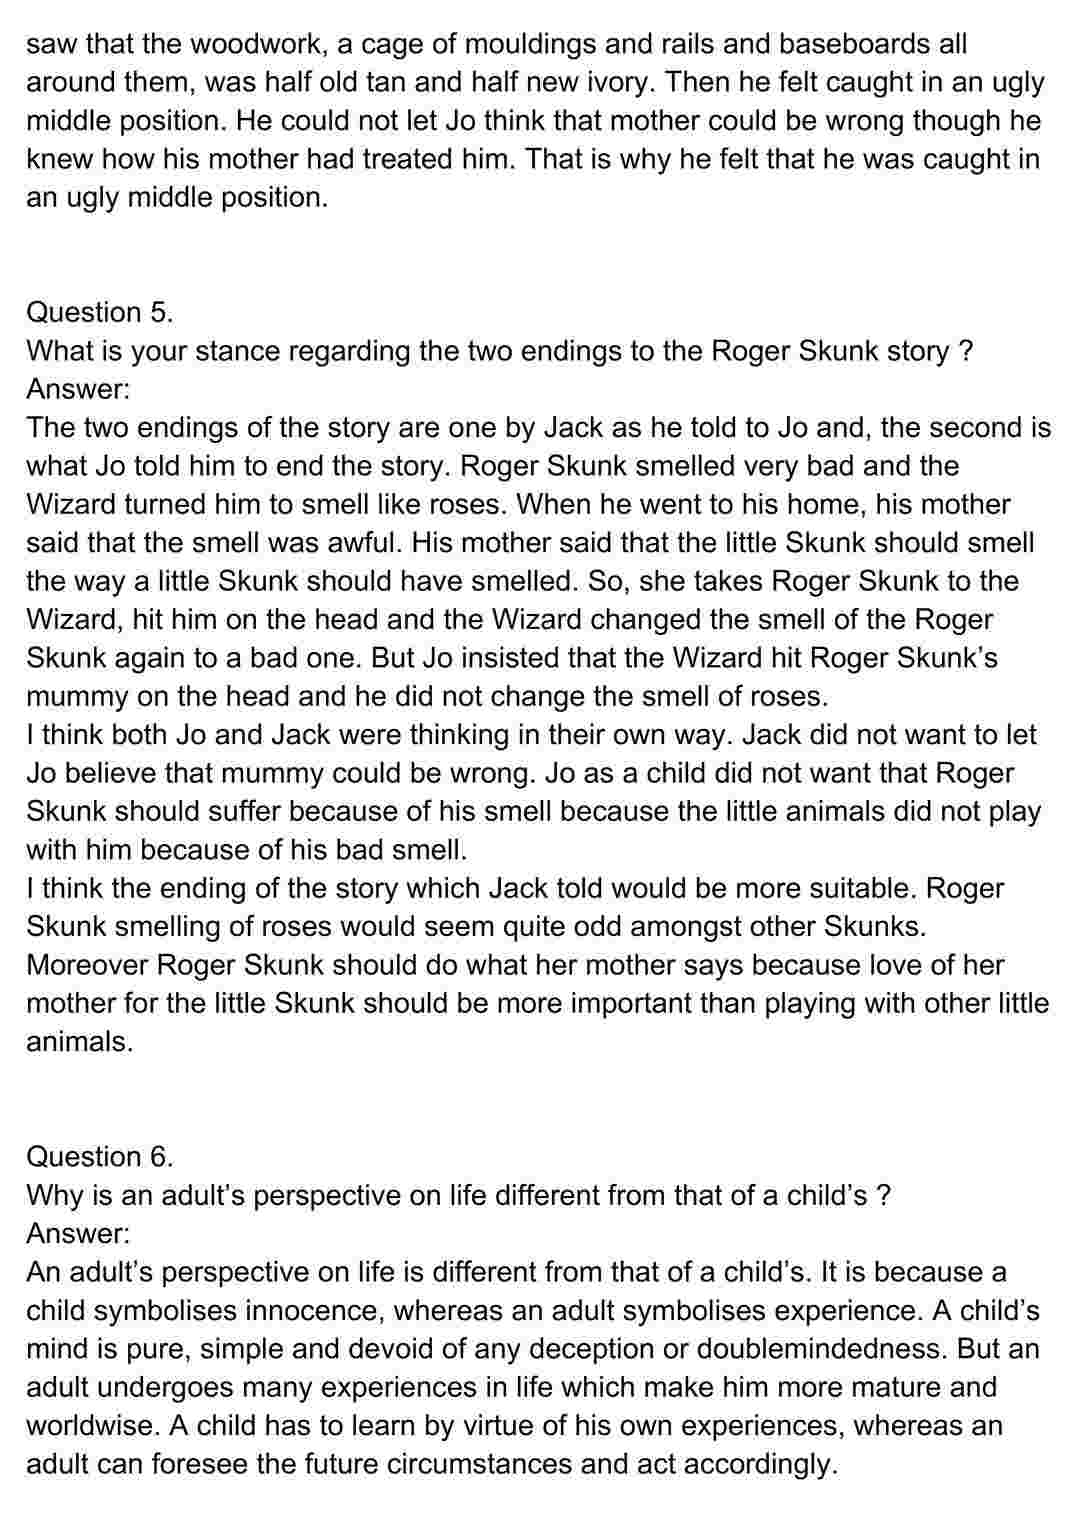 saw that the woodwork, a cage of mouldings and rails and baseboards all
around them, was half old tan and half new ivory. Then he felt caught in an ugly
middle position. He could not let Jo think that mother could be wrong though he
knew how his mother had treated him. That is why he felt that he was caught in
an ugly middle position.
Question 5.
What is your stance regarding the two endings to the Roger Skunk story ?
Answer:
The two endings of the story are one by Jack as he told to Jo and, the second is
what Jo told him to end the story. Roger Skunk smelled very bad and the
Wizard turned him to smell like roses. When he went to his home, his mother
said that the smell was awful. His mother said that the little Skunk should smell
the way a little Skunk should have smelled. So, she takes Roger Skunk to the
Wizard, hit him on the head and the Wizard changed the smell of the Roger
Skunk again to a bad one. But Jo insisted that the Wizard hit Roger Skunk’s
mummy on the head and he did not change the smell of roses.
I think both Jo and Jack were thinking in their own way. Jack did not want to let
Jo believe that mummy could be wrong. Jo as a child did not want that Roger
Skunk should suffer because of his smell because the little animals did not play
with him because of his bad smell.
I think the ending of the story which Jack told would be more suitable. Roger
Skunk smelling of roses would seem quite odd amongst other Skunks.
Moreover Roger Skunk should do what her mother says because love of her
mother for the little Skunk should be more important than playing with other little
animals.
Question 6.
Why is an adult’s perspective on life different from that of a child’s ?
Answer:
An adult’s perspective on life is different from that of a child’s. It is because a
child symbolises innocence, whereas an adult symbolises experience. A child’s
mind is pure, simple and devoid of any deception or doublemindedness. But an
adult undergoes many experiences in life which make him more mature and
worldwise. A child has to learn by virtue of his own experiences, whereas an
adult can foresee the future circumstances and act accordingly.